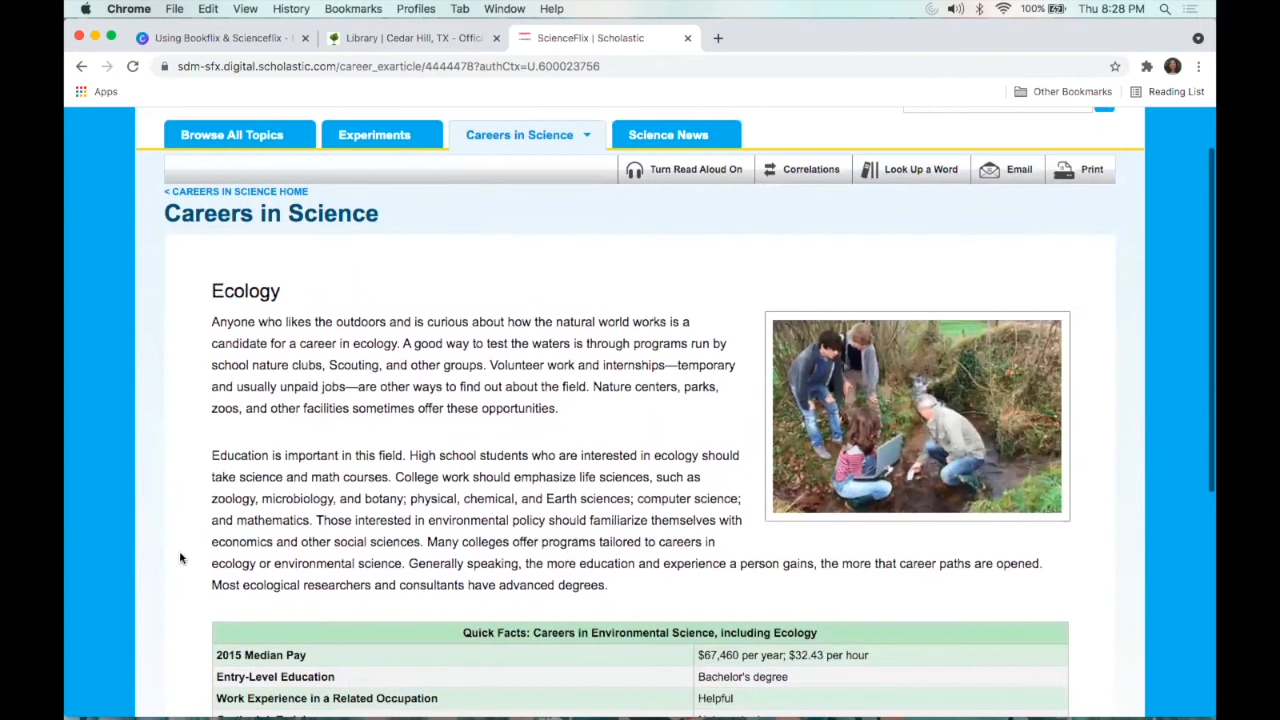 Chrome File Edit View History Bookmarks Profiles Tab Window Help 100% Thu 8:28 PM
Using Bookflix & Scienceflix - Library | Cedar Hill, TX - Offici ScienceFlix | Scholastic
sdm-sfx.digital.scholastic.com/career_exarticle/4444478?authCtx=U.600023756
Apps Other Bookmarks Reading List
Browse All Topics Experiments Careers in Science Science News
Turn Read Aloud On Correlations Look Up a Word Email Print
< CAREERS IN SCIENCE HOME
Careers in Science
Ecology
Anyone who likes the outdoors and is curious about how the natural world works is a
candidate for a career in ecology. A good way to test the waters is through programs run by
school nature clubs, Scouting, and other groups. Volunteer work and internships—temporary
and usually unpaid jobs—are other ways to find out about the field. Nature centers, parks,
zoos, and other facilities sometimes offer these opportunities.
Education is important in this field. High school students who are interested in ecology should
take science and math courses. College work should emphasize life sciences, such as
zoology, microbiology, and botany; physical, chemical, and Earth sciences; computer science;
and mathematics. Those interested in environmental policy should familiarize themselves with
economics and other social sciences. Many colleges offer programs tailored to careers in
ecology or environmental science. Generally speaking, the more education and experience a person gains, the more that career paths are opened.
Most ecological researchers and consultants have advanced degrees.
Quick Facts: Careers in Environmental Science, including Ecology
2015 Median Pay $67,460 per year; $32.43 per hour
Entry-Level Education Bachelor's degree
Work Experience in a Related Occupation Helpful